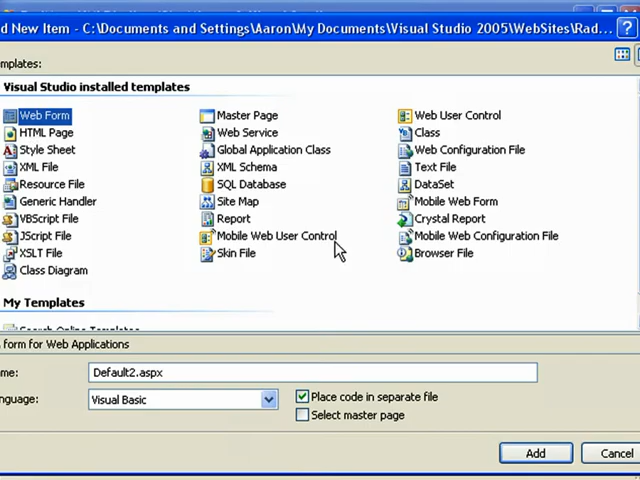 d New Item - C:\Documents and Settings\Aaron\My Documents\Visual Studio 2005\WebSites\Rad...
mplates:
Visual Studio installed templates
Web Form
Master Page
Web User Control
HTML Page
Web Service
Class
Style Sheet
Global Application Class
Web Configuration File
XML File
XML Schema
Text File
Resource File
SQL Database
DataSet
Generic Handler
Site Map
Mobile Web Form
VBScript File
Report
Crystal Report
JScript File
Mobile Web User Control
Mobile Web Configuration File
XSLT File
Skin File
Browser File
Class Diagram
My Templates
Search Online Templates
form for Web Applications
me:
Default2.aspx
Place code in separate file
nguage:
Visual Basic
Select master page
Add
Cancel